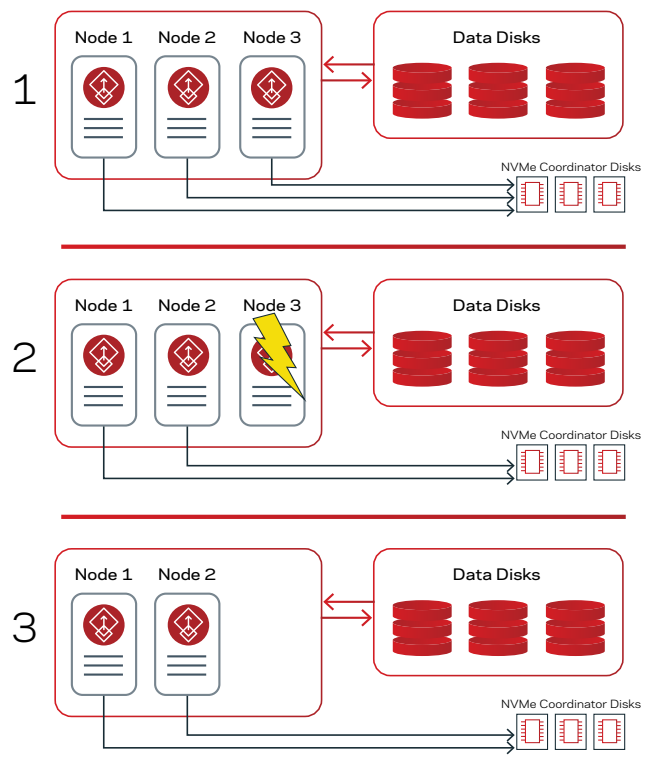 1
Node 1 Node 2 Node 3
Data Disks
NVMe Coordinator Disks
2
Node 1 Node 2 Node 3
Data Disks
NVMe Coordinator Disks
3
Node 1 Node 2
Data Disks
NVMe Coordinator Disks